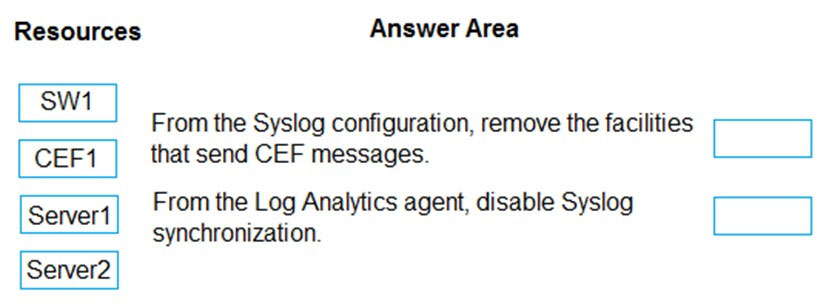 Resources
Answer Area
SW1
CEF1
Server1
Server2
From the Syslog configuration, remove the facilities
that send CEF messages.
From the Log Analytics agent, disable Syslog
synchronization.